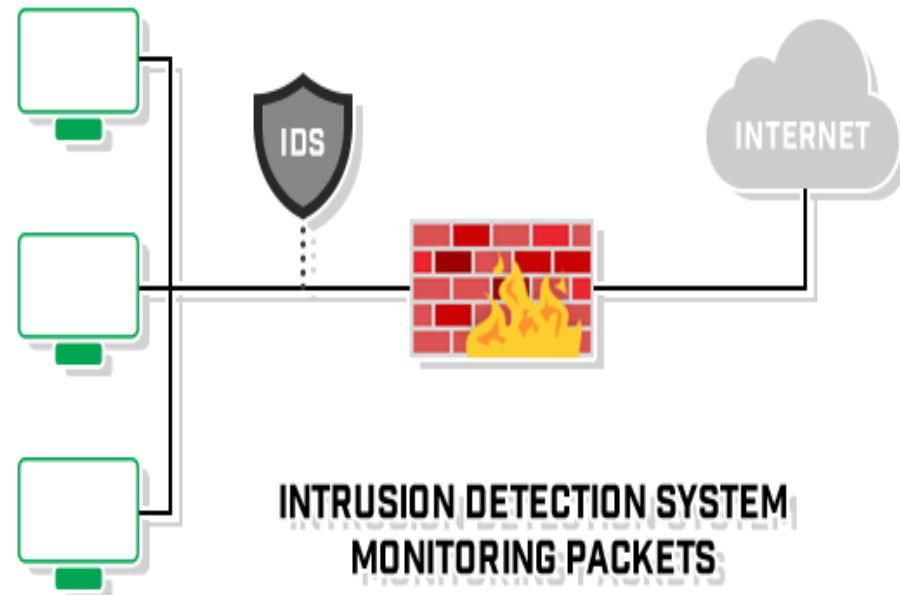 IDS
INTERNET
INTRUSION DETECTION SYSTEM
MONITORING PACKETS